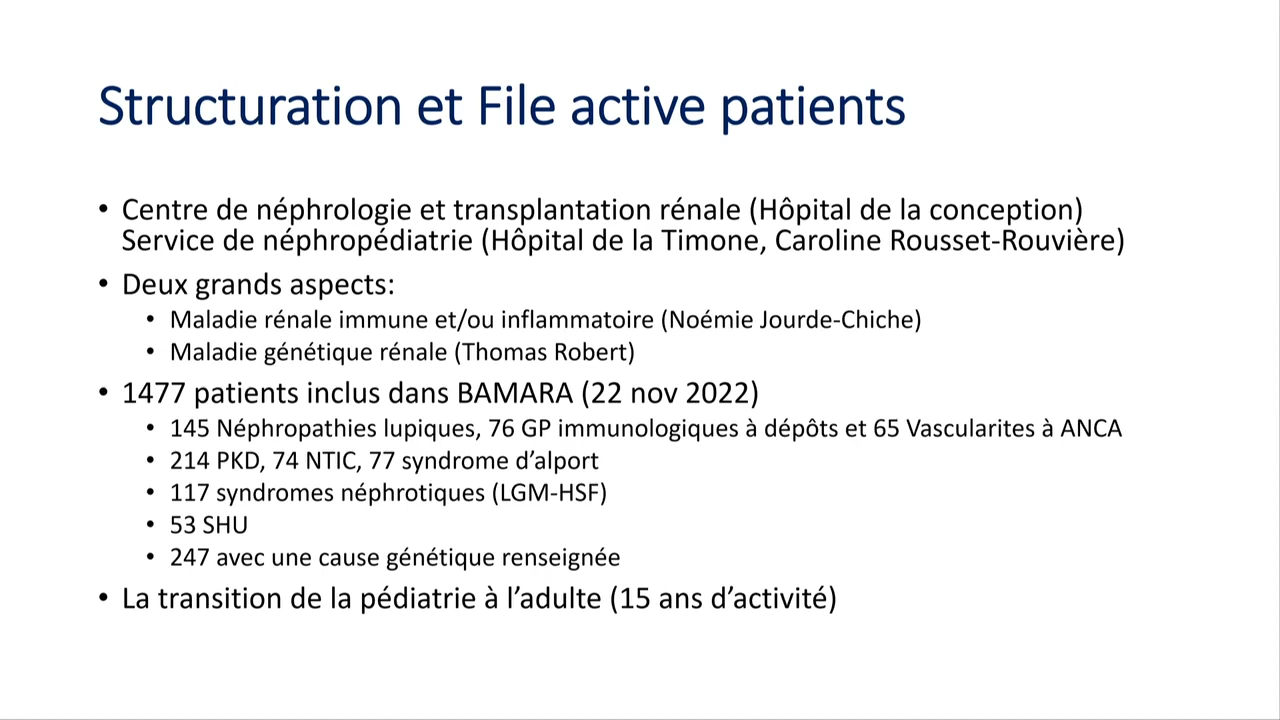 Structuration et File active patients
• Centre de néphrologie et transplantation rénale (Hôpital de la conception)
Service de néphropédiatrie (Hôpital de la Timone, Caroline Rousset-Rouvière)
• Deux grands aspects:
• Maladie rénale immune et/ou inflammatoire (Noémie Jourde-Chiche)
• Maladie génétique rénale (Thomas Robert)
• 1477 patients inclus dans BAMARA (22 nov 2022)
• 145 Néphropathies lupiques, 76 GP immunologiques à dépôts et 65 Vascularites à ANCA
• 214 PKD, 74 NTIC, 77 syndrome d’alport
• 117 syndromes néphrotiques (LGM-HSF)
• 53 SHU
• 247 avec une cause génétique renseignée
• La transition de la pédiatrie à l’adulte (15 ans d’activité)